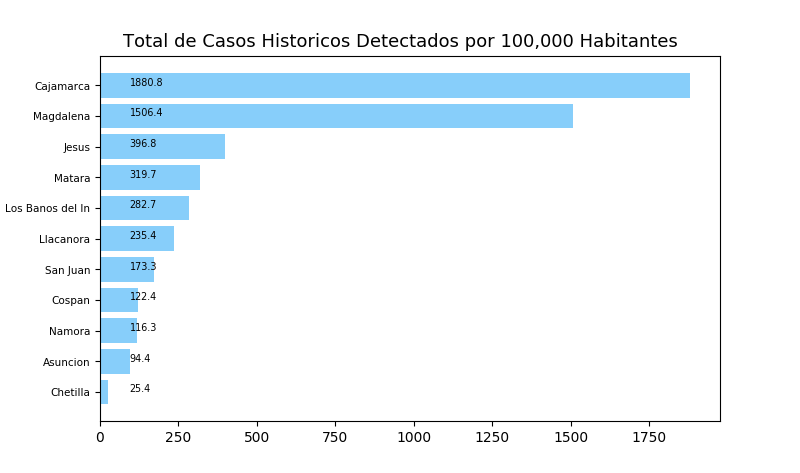 Total de Casos Historicos Detectados por 100,000 Habitantes
Cajamarca 1880.8
Magdalena 1506.4
Jesus 396.8
Matara 319.7
Los Banos del In 282.7
Llacanora 235.4
San Juan 173.3
Cospan 122.4
Namora 116.3
Asuncion 94.4
Chetilla 25.4
0 250 500 750 1000 1250 1500 1750